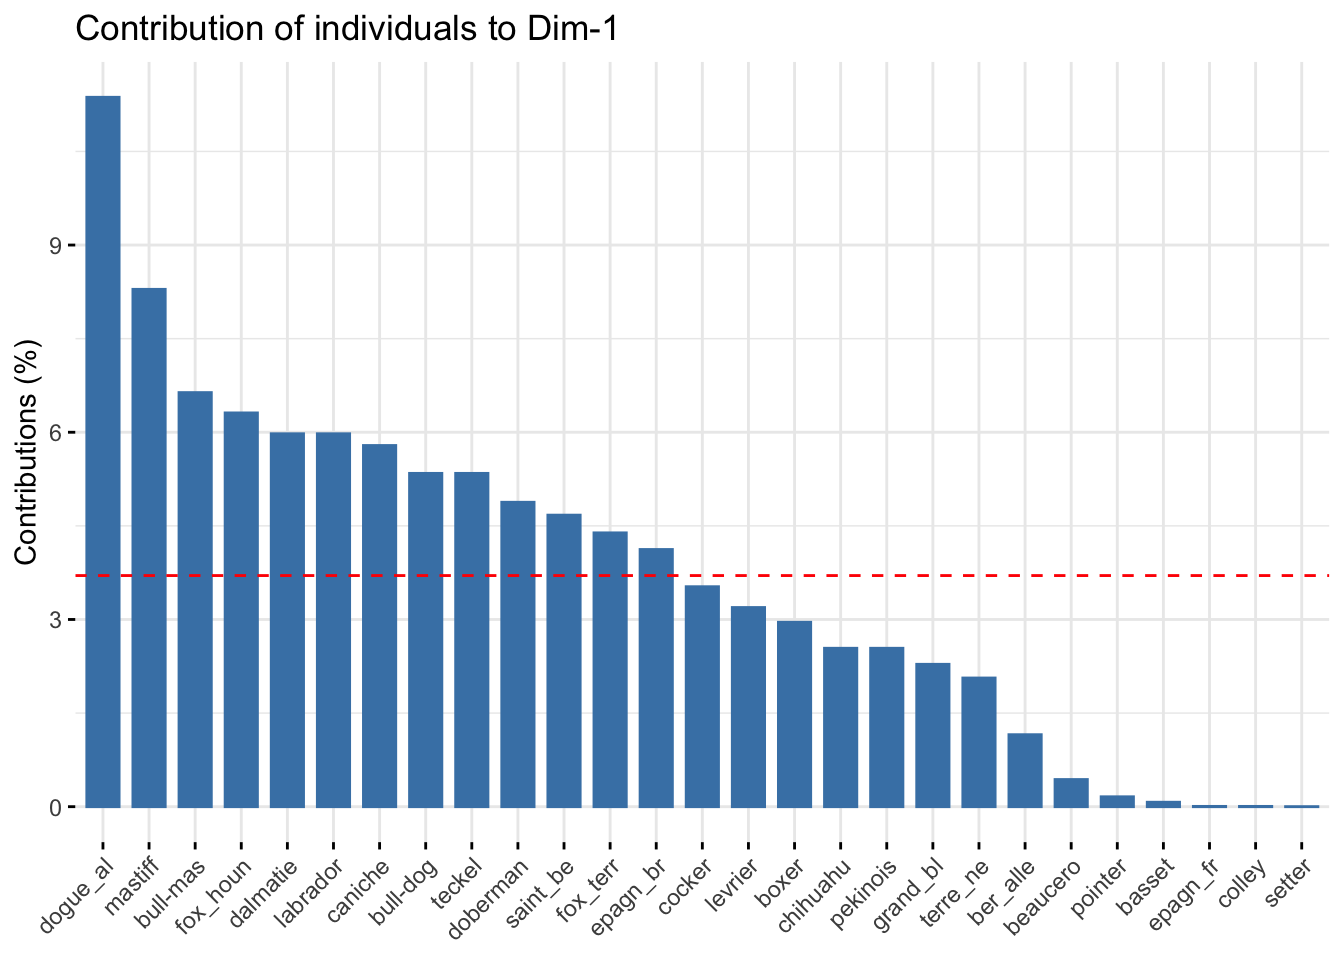 Contribution of individuals to Dim-1
Contributions (%)
9
6
3
0
dogue_al
mastiff
bull-mas
fox_houn
dalmatie
labrador
caniche
bull-dog
teckel
doberman
saint_be
fox_terr
epagn_br
cocker
levrier
boxer
chihuahu
pekinois
grand_bl
terre_ne
ber_alle
beaucero
pointer
basset
epagn_fr
colley
setter